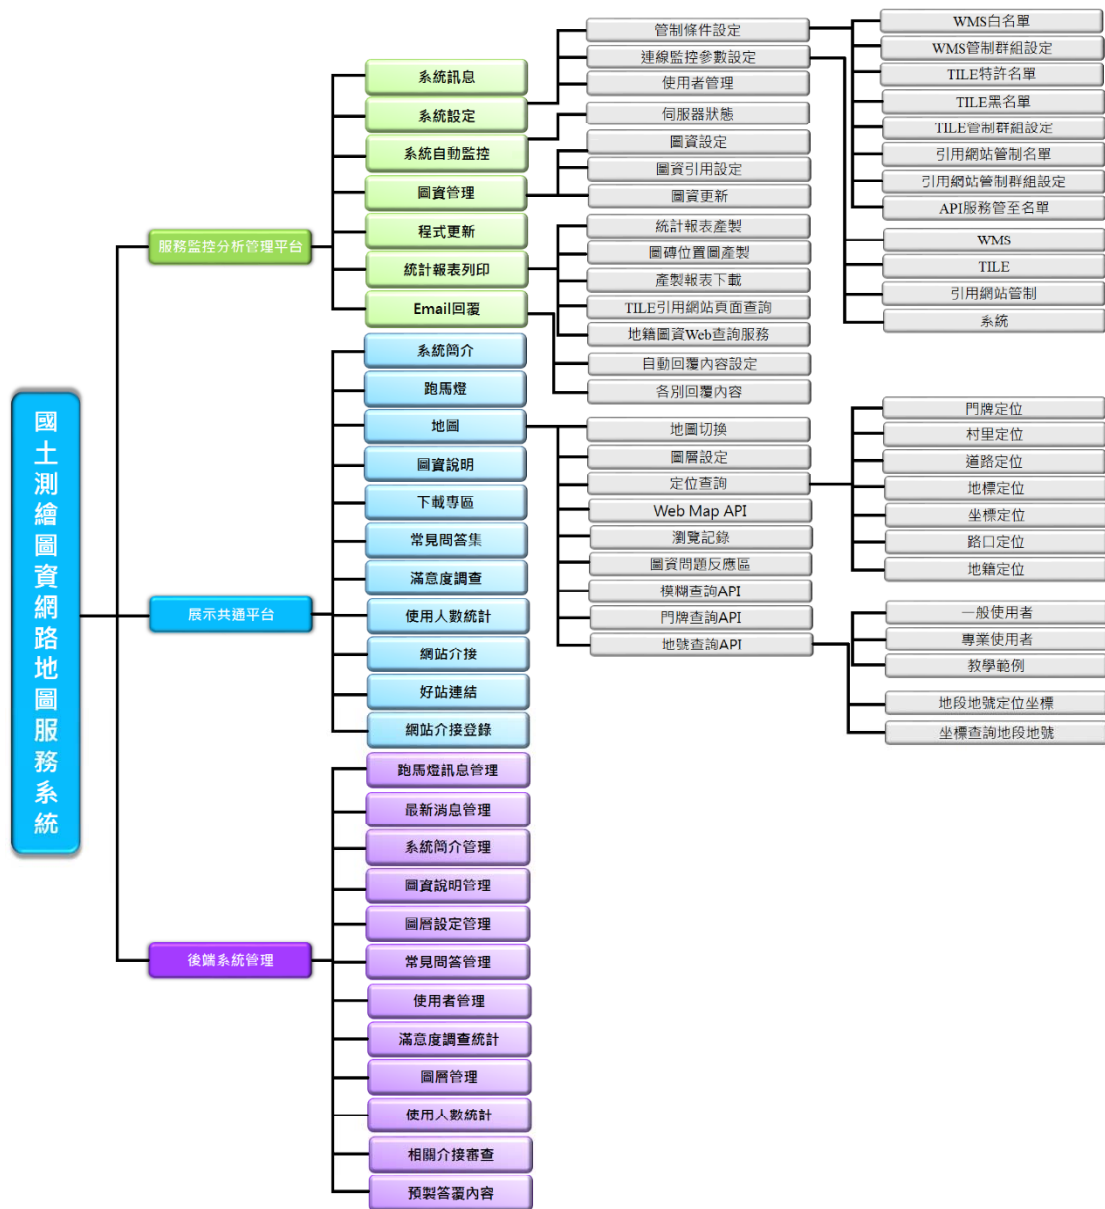 國土測繪圖資網路地圖服務系統
服務監控分析管理平台
系統訊息
系統設定
管制條件設定
WMS白名單
WMS管制群組設定
TILE特許名單
TILE黑名單
TILE管制群組設定
引用網站管制名單
引用網站管制群組設定
API服務管至名單
連線監控參數設定
WMS
TILE
引用網站管制
系統
使用者管理
系統自動監控
伺服器狀態
圖資管理
圖資設定
圖資引用設定
圖資更新
程式更新
統計報表列印
統計報表產製
圖磚位置圖產製
產製報表下載
TILE引用網站頁面查詢
地籍圖資Web查詢服務
Email回覆
自動回覆內容設定
各別回覆內容
展示共通平台
系統簡介
跑馬燈
地圖
地圖切換
圖層設定
定位查詢
門牌定位
村里定位
道路定位
地標定位
坐標定位
路口定位
地籍定位
Web Map API
瀏覽記錄
圖資問題反應區
模糊查詢API
門牌查詢API
地號查詢API
一般使用者
專業使用者
教學範例
地段地號定位坐標
坐標查詢地段地號
圖資說明
下載專區
常見問答集
滿意度調查
使用人數統計
網站介接
好站連結
網站介接登錄
後端系統管理
跑馬燈訊息管理
最新消息管理
系統簡介管理
圖資說明管理
圖層設定管理
常見問答管理
使用者管理
滿意度調查統計
圖層管理
使用人數統計
相關介接審查
預製答覆內容